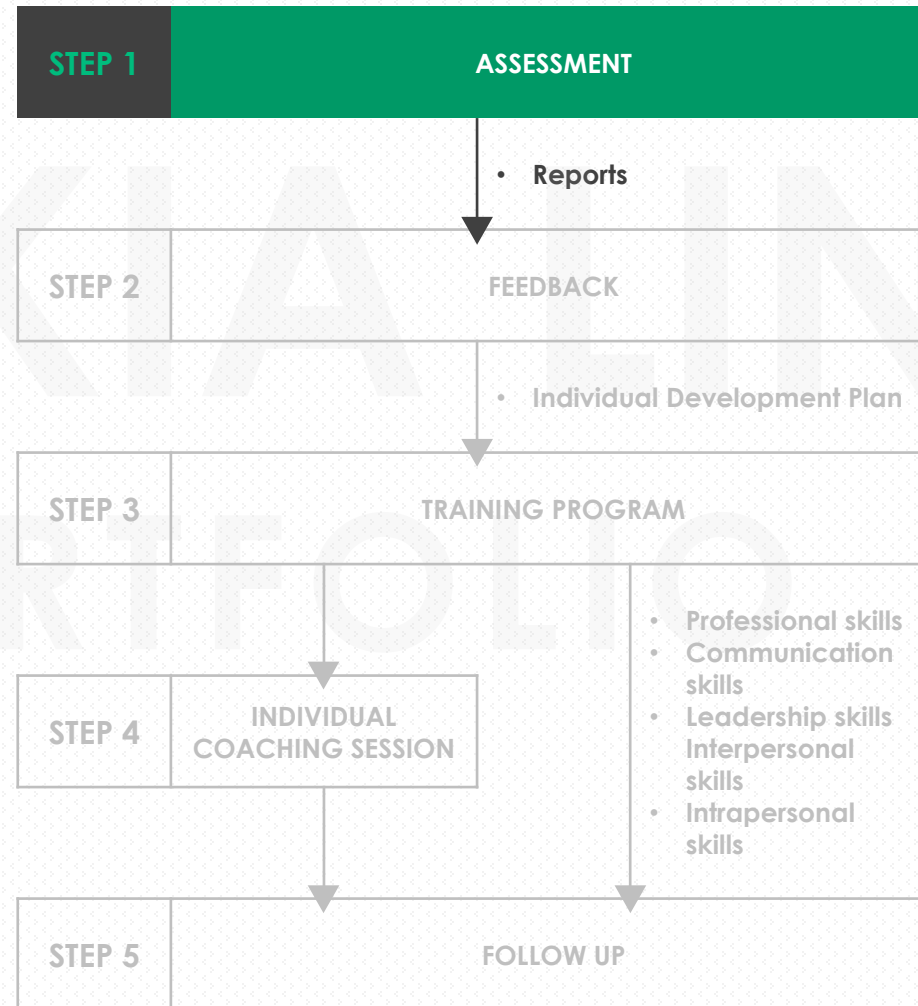 STEP 1
ASSESSMENT
• Reports
STEP 2
FEEDBACK
• Individual Development Plan
STEP 3
TRAINING PROGRAM
• Professional skills
• Communication
skills
• Leadership skills
Interpersonal
skills
• Intrapersonal
skills
STEP 4
INDIVIDUAL
COACHING SESSION
STEP 5
FOLLOW UP